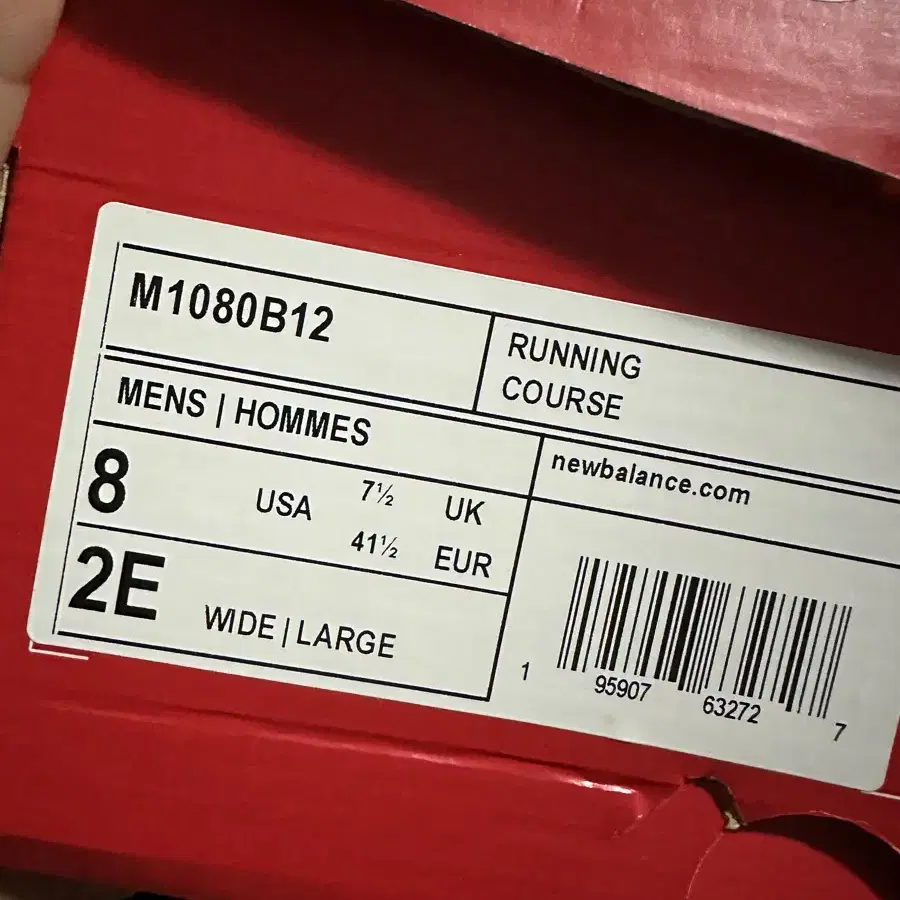 M1080B12
RUNNING
COURSE
MENS | HOMMES
newbalance.com
8 USA 7½ UK
41½ EUR
2E WIDE | LARGE
1 95907 63272 7